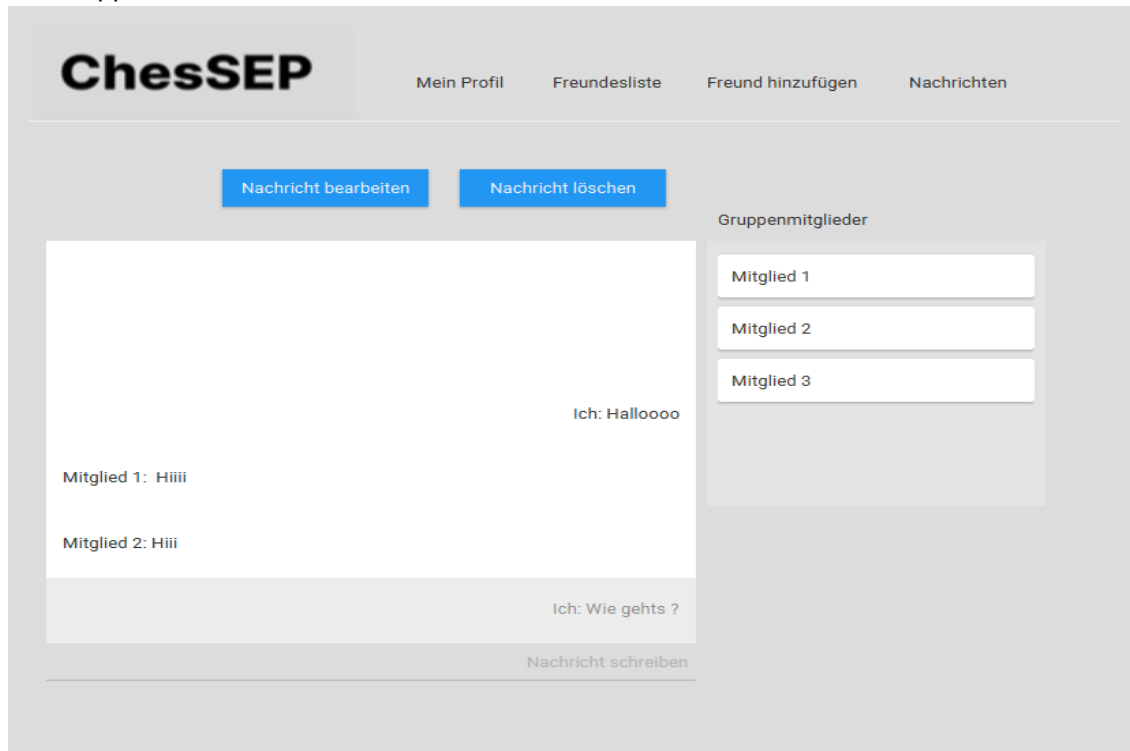 ChesSEP
Mein Profil Freundesliste Freund hinzufügen Nachrichten
Nachricht bearbeiten Nachricht löschen
Gruppenmitglieder
Mitglied 1
Mitglied 2
Mitglied 3
Ich: Halloooo
Mitglied 1: Hiiii
Mitglied 2: Hiii
Ich: Wie gehts ?
Nachricht schreiben